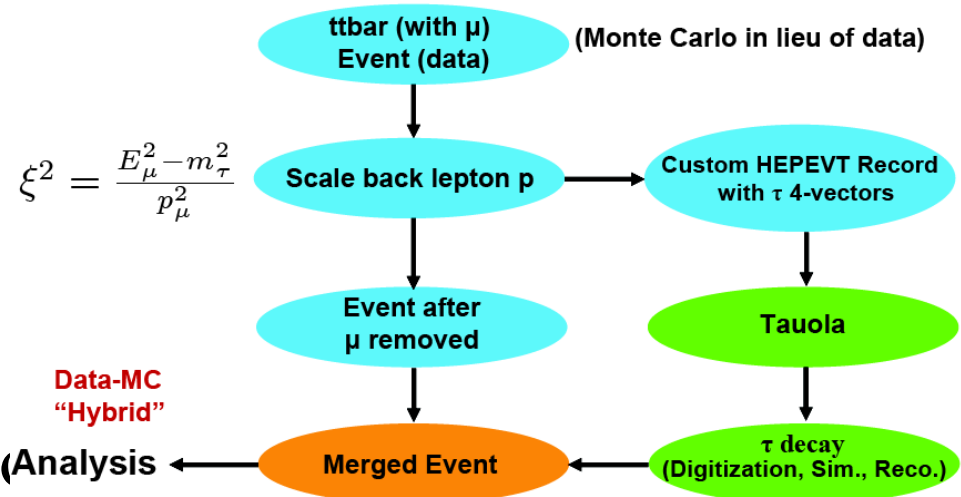 ttbar (with µ)
Event (data)
(Monte Carlo in lieu of data)
ξ² = (E_μ² − m_τ²) / p_μ²
Scale back lepton p
Custom HEPEVT Record
with τ 4-vectors
Event after
µ removed
Tauola
Data-MC
“Hybrid”
(Analysis
Merged Event
τ decay
(Digitization, Sim., Reco.)